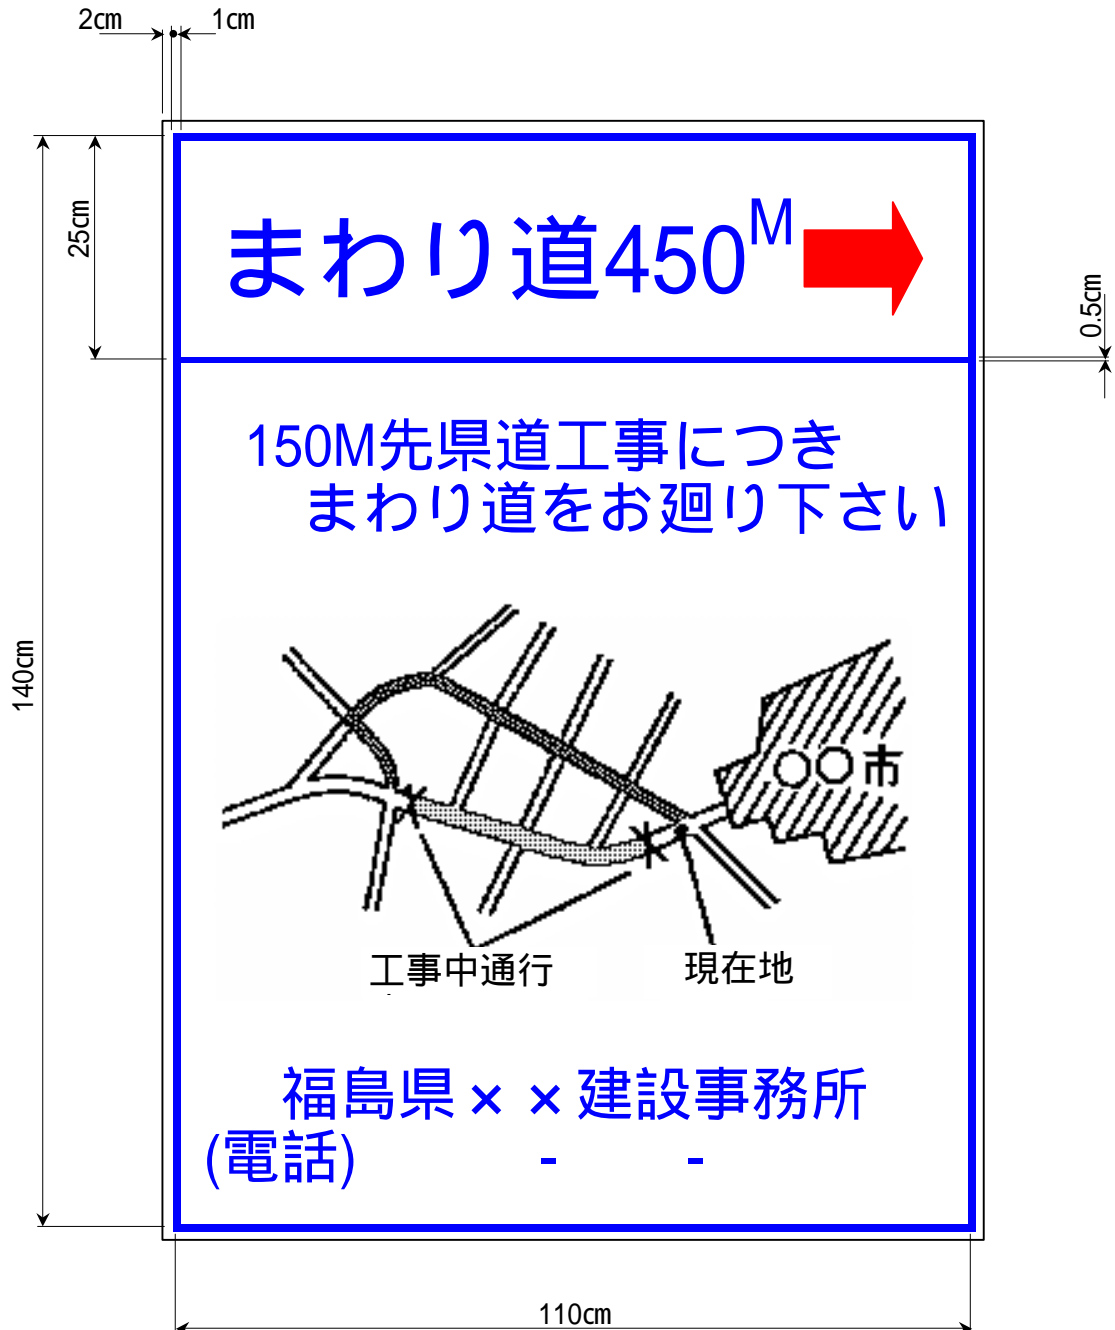 2cm 1cm
25cm
まわり道450M
0.5cm
150M先県道工事につき
まわり道をお廻り下さい
140cm
○○市
工事中通行
現在地
福島県××建設事務所
(電話) - -
110cm